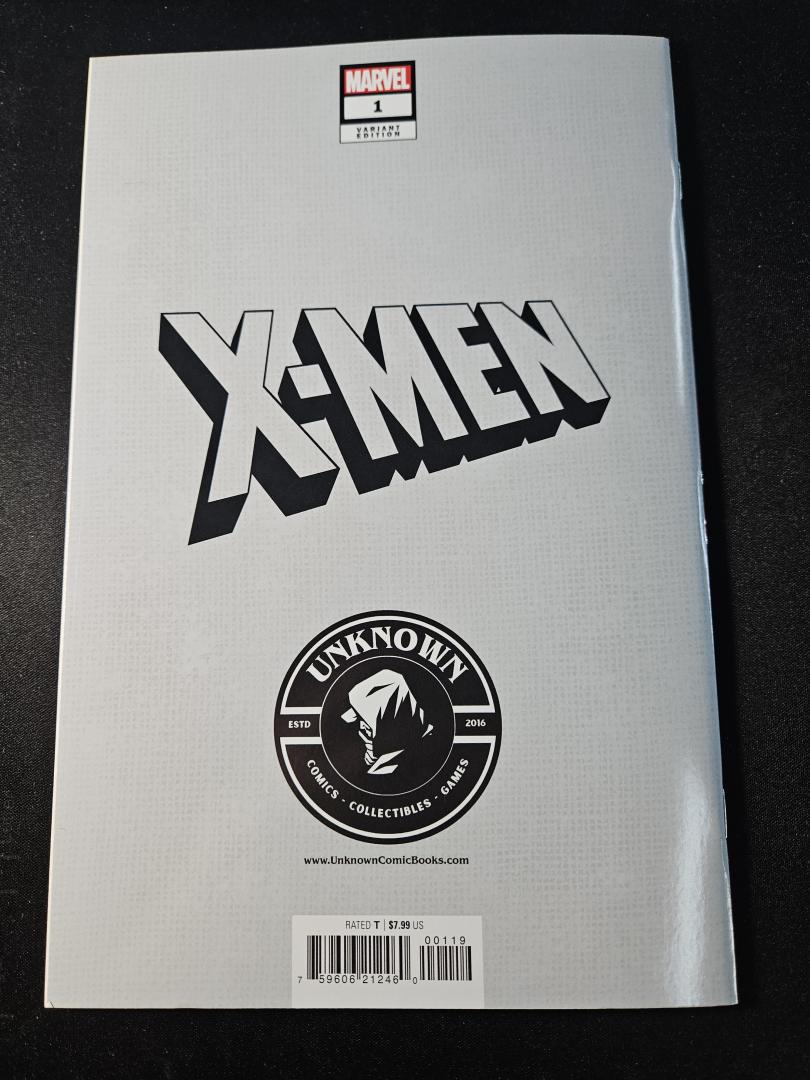 MARVEL
1
VARIANT
EDITION
X-MEN
UNKNOWN
ESTD 2016
COMICS - COLLECTIBLES - GAMES
www.UnknownComicBooks.com
RATED T | $7.99 US
00119
7 59606 21246 0